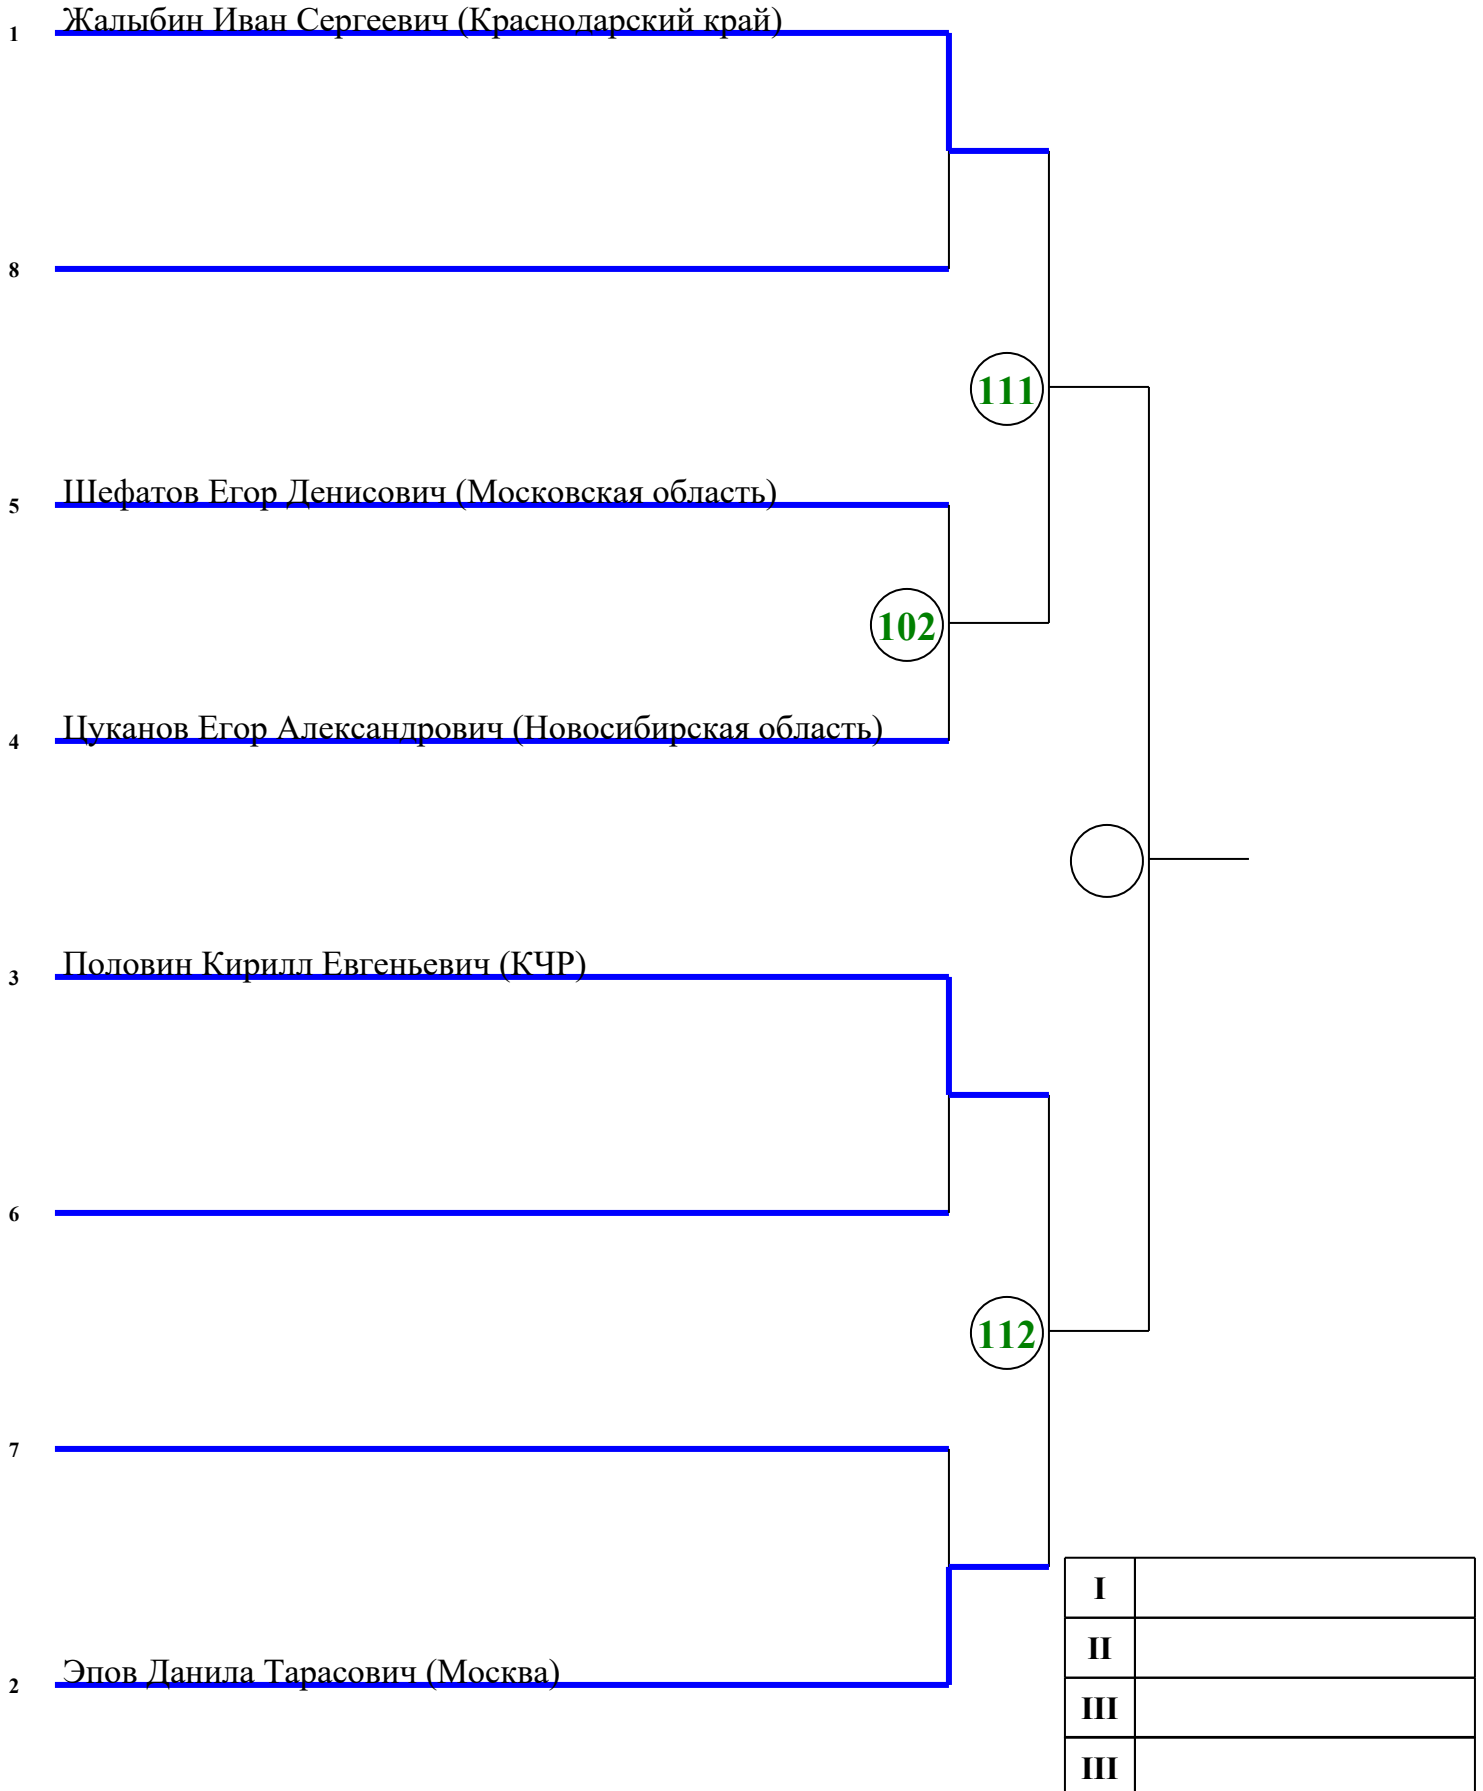 1 Жалыбин Иван Сергеевич (Краснодарский край)
8
111
5 Шефатов Егор Денисович (Московская область)
102
4 Цуканов Егор Александрович (Новосибирская область)
3 Половин Кирилл Евгеньевич (КЧР)
6
112
7
I
II
2 Эпов Данила Тарасович (Москва)
III
III